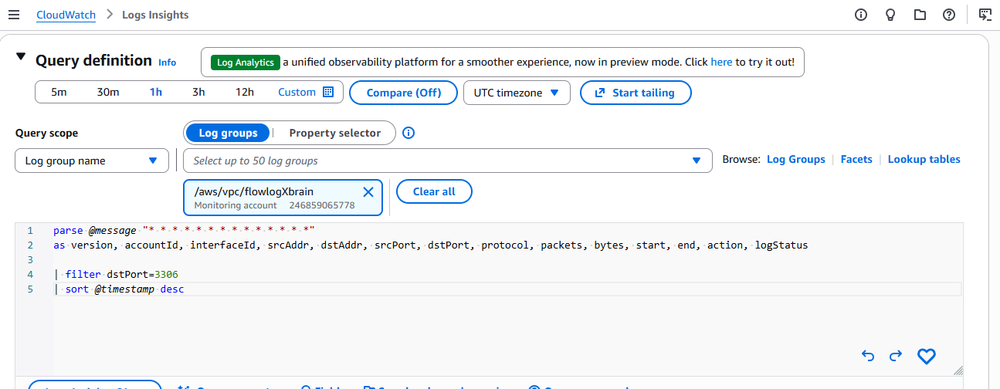 CloudWatch > Logs Insights
Query definition Info
Log Analytics a unified observability platform for a smoother experience, now in preview mode. Click here to try it out!
5m 30m 1h 3h 12h Custom Compare (Off) UTC timezone Start tailing
Query scope Log groups Property selector
Log group name Select up to 50 log groups Browse: Log Groups Facets Lookup tables
/aws/vpc/flowlogXbrain Clear all
Monitoring account 246859065778
1 parse @message "* * * * * * * * * * * * * *"
2 as version, accountId, interfaceId, srcAddr, dstAddr, srcPort, dstPort, protocol, packets, bytes, start, end, action, logStatus
3
4 | filter dstPort=3306
5 | sort @timestamp desc